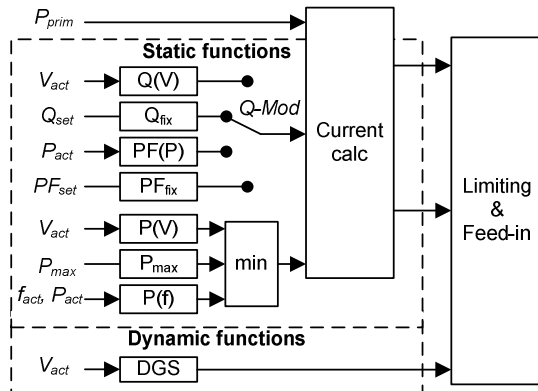 P_prim
Static functions
V_act Q(V)
Q_set Q_fix Q-Mod
P_act PF(P)
PF_set PF_fix
Current calc
Limiting & Feed-in
V_act P(V)
P_max P_max min
f_act, P_act P(f)
Dynamic functions
V_act DGS